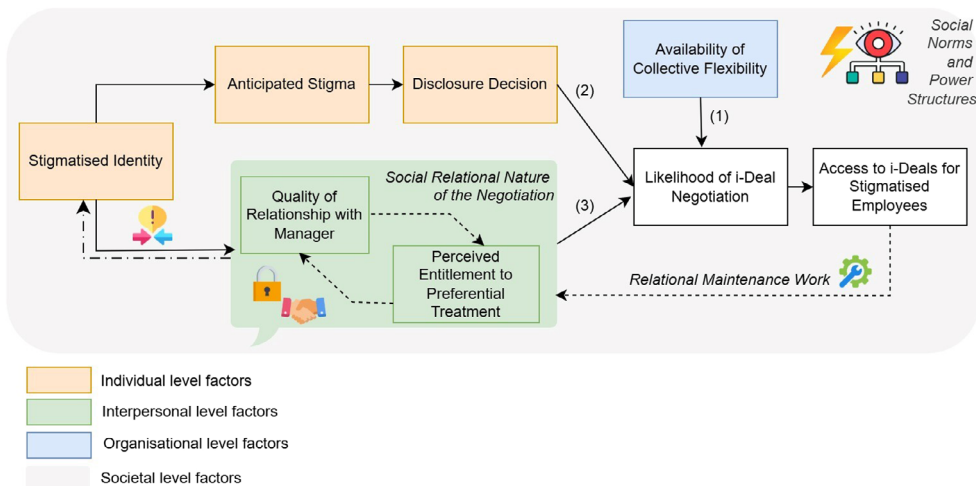 Social
Norms
and
Power
Structures
Availability of
Collective Flexibility
Anticipated Stigma
Disclosure Decision
(2)
(1)
Stigmatised Identity
Social Relational Nature
of the Negotiation
Quality of
Relationship with
Manager
(3)
Likelihood of i-Deal
Negotiation
Access to i-Deals for
Stigmatised
Employees
Perceived
Entitlement to
Preferential
Treatment
Relational Maintenance Work
Individual level factors
Interpersonal level factors
Organisational level factors
Societal level factors